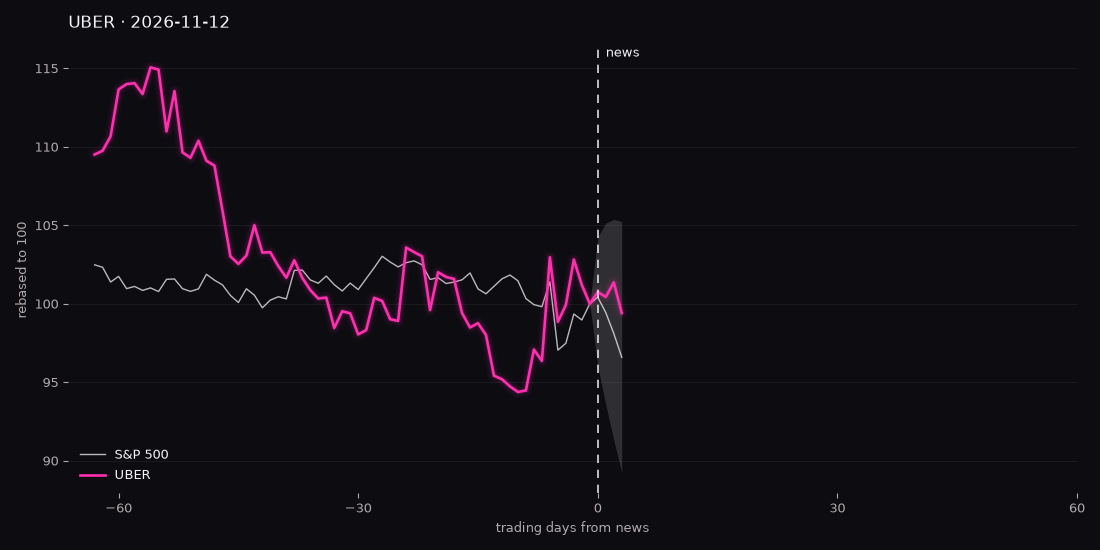 UBER · 2026-11-12
news
115
110
105
100
95
90
rebased to 100
S&P 500
UBER
−60
−30
0
30
60
trading days from news